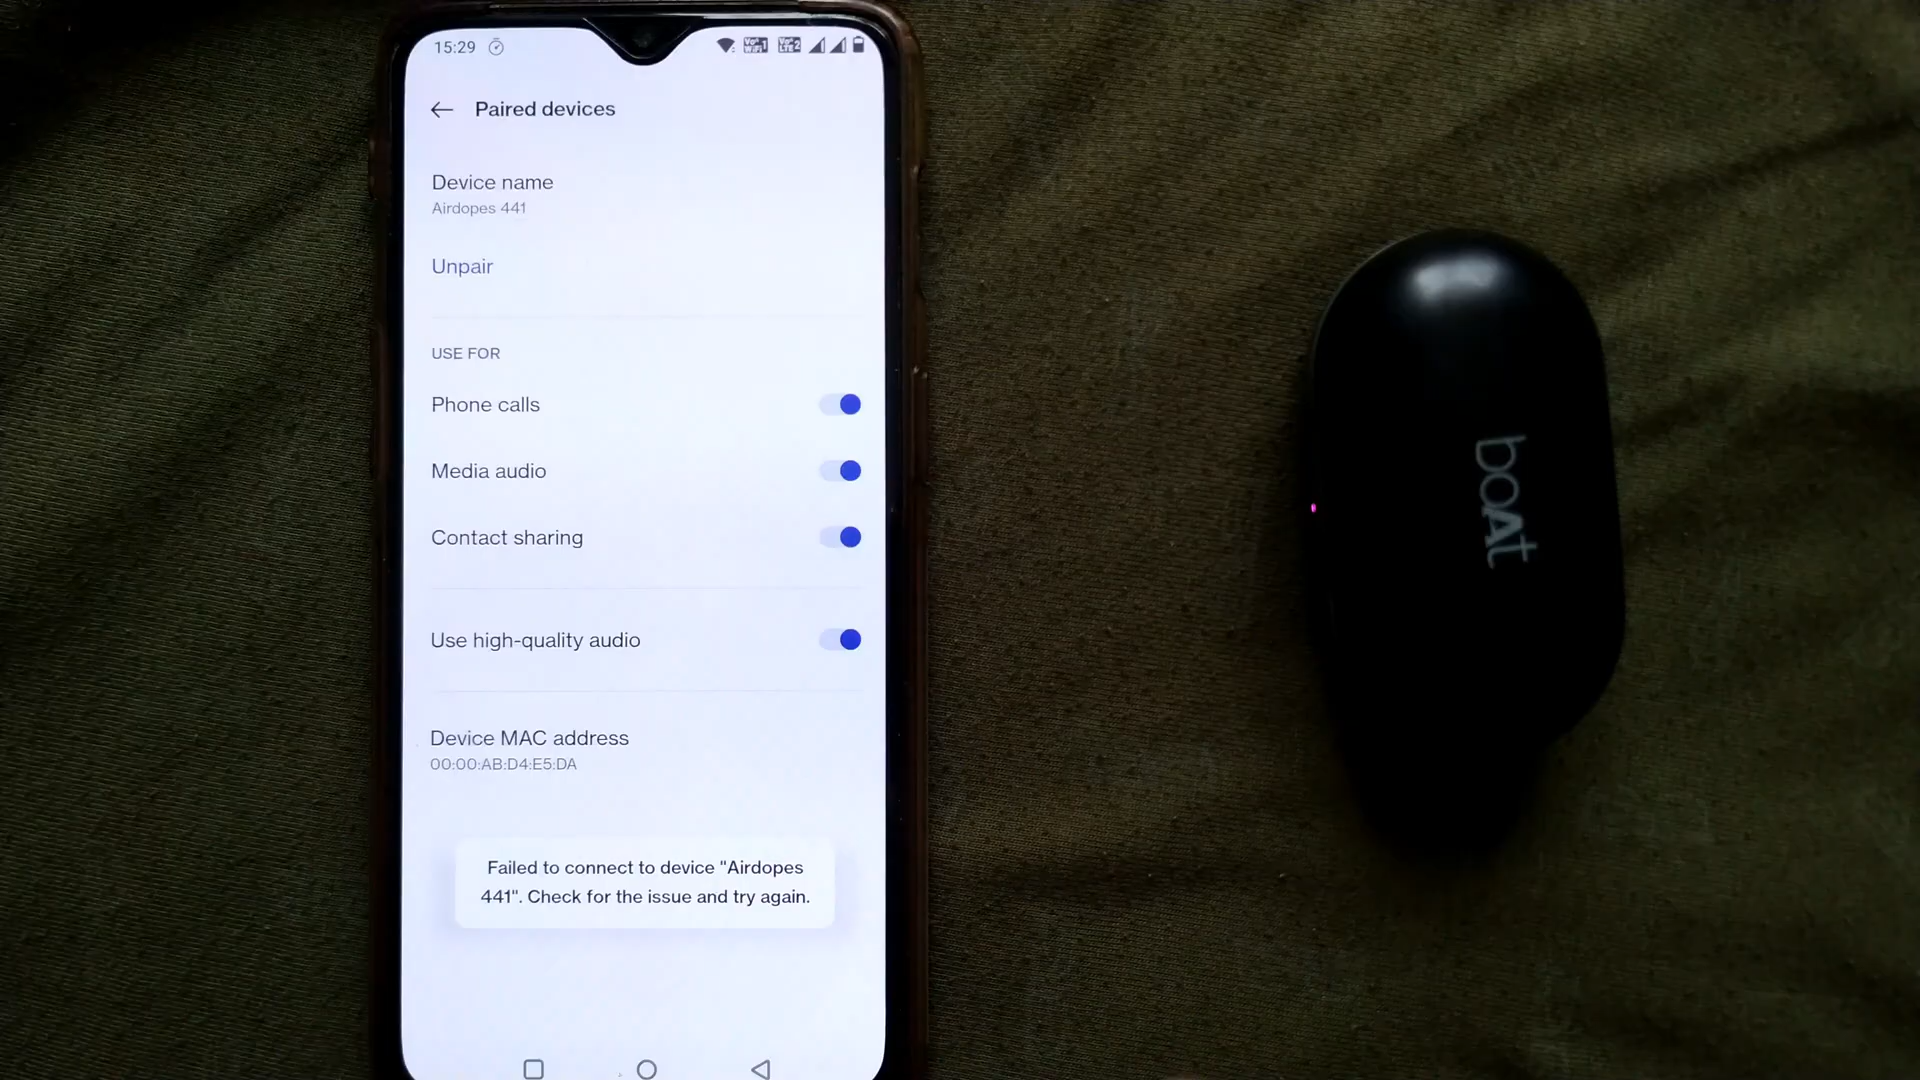 15:29
Paired devices
Device name
Airdopes 441
Unpair
USE FOR
Phone calls
Media audio
Contact sharing
Use high-quality audio
Device MAC address
00:00:AB:D4:E5:DA
Failed to connect to device "Airdopes
441". Check for the issue and try again.
boAt